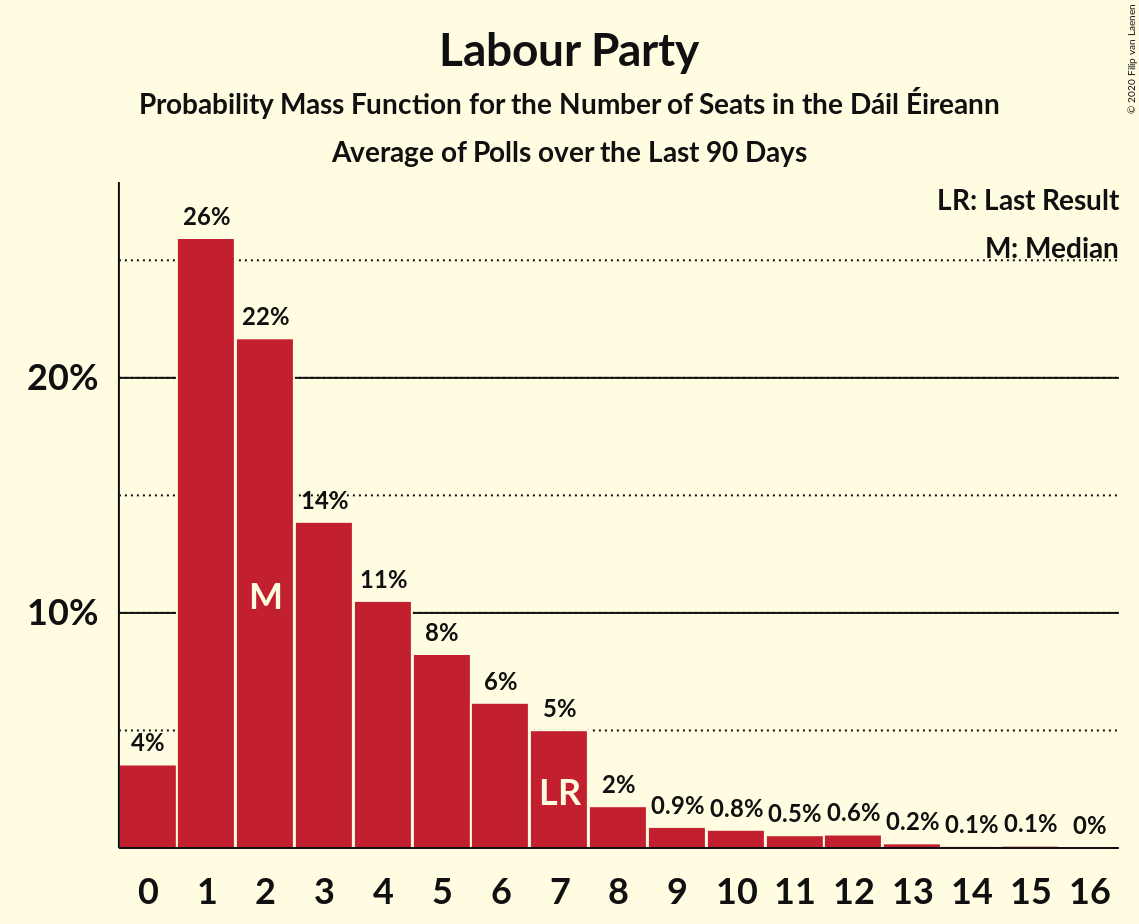 © 2020 Filip van Laenen
Labour Party
Probability Mass Function for the Number of Seats in the Dáil Éireann
Average of Polls over the Last 90 Days
LR: Last Result
M: Median
26%
22%
20%
14%
11%
M
10%
8%
6%
5%
4%
LR
2%
0.9% 0.8% 0.5% 0.6% 0.2% 0.1% 0.1% 0%
0 1 2 3 4 5 6 7 8 9 10 11 12 13 14 15 16